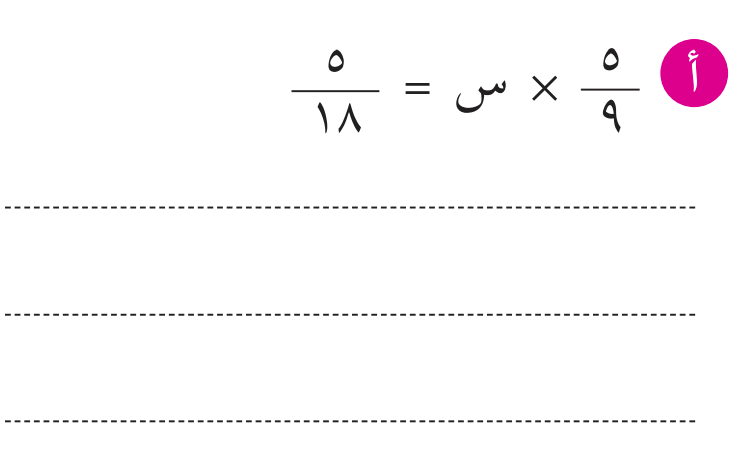 أ ٥/٩ × س = ٥/١٨